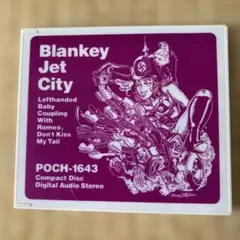 Blankey
Jet
City
Lefthanded
Baby
Coupling
With
Romeo.
Don't Kiss
My Tail
POCH-1643
Compact Disc
Digital Audio Stereo